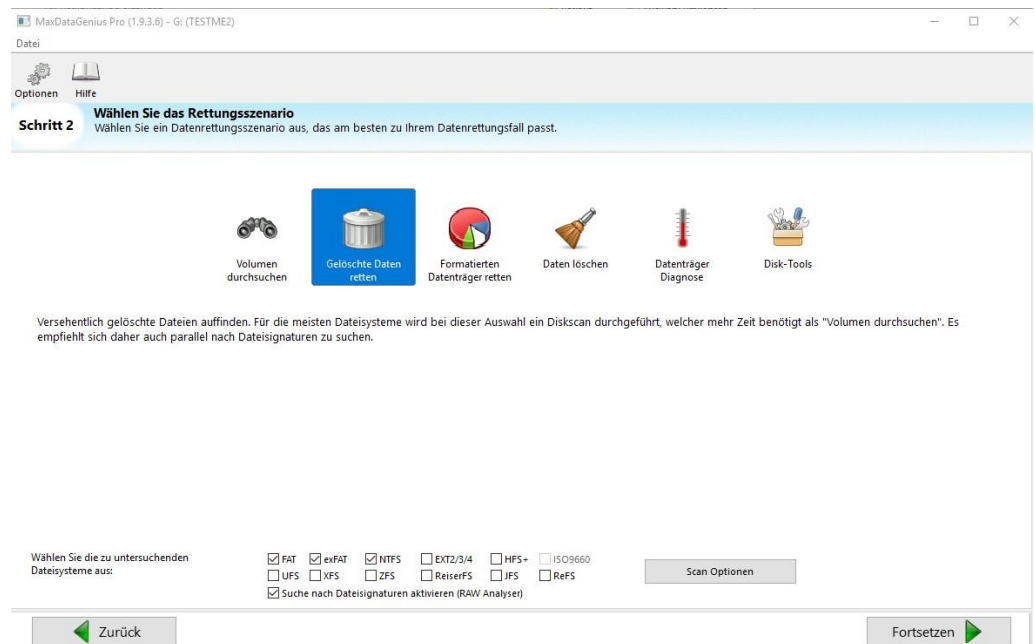 MaxDataGenius Pro (1.9.3.6) - G: (TESTME2)
Datei
Optionen Hilfe
Schritt 2
Wählen Sie das Rettungsszenario
Wählen Sie ein Datenrettungsszenario aus, das am besten zu Ihrem Datenrettungsfall passt.
Volumen
durchsuchen
Gelöschte Daten
retten
Formatierten
Datenträger retten
Daten löschen
Datenträger
Diagnose
Disk-Tools
Versehentlich gelöschte Dateien auffinden. Für die meisten Dateisysteme wird bei dieser Auswahl ein Diskscan durchgeführt, welcher mehr Zeit benötigt als "Volumen durchsuchen". Es
empfiehlt sich daher auch parallel nach Dateisignaturen zu suchen.
Wählen Sie die zu untersuchenden
Dateisysteme aus:
FAT exFAT NTFS EXT2/3/4 HFS+ ISO9660
UFS XFS ZFS ReiserFS JFS ReFS
Suche nach Dateisignaturen aktivieren (RAW Analyser)
Scan Optionen
Zurück
Fortsetzen